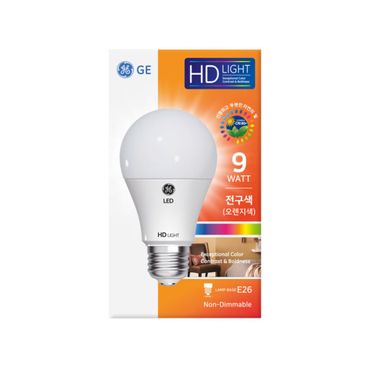 GE
HD LIGHT
Exceptional Color
Contrast & Boldness
9
WATT
전구색
(오렌지색)
GE
LED
HD LIGHT
Exceptional Color
Contrast & Boldness
LAMP BASE E26
Non-Dimmable